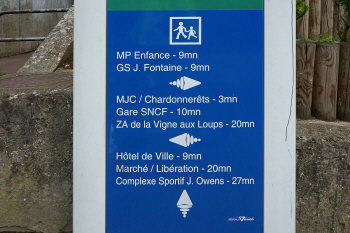 MP Enfance - 9mn
GS J. Fontaine - 9mn
MJC / Chardonnerêts - 3mn
Gare SNCF - 10mn
ZA de la Vigne aux Loups - 20mn
Hôtel de Ville - 9mn
Marché / Libération - 20mn
Complexe Sportif J. Owens - 27mn